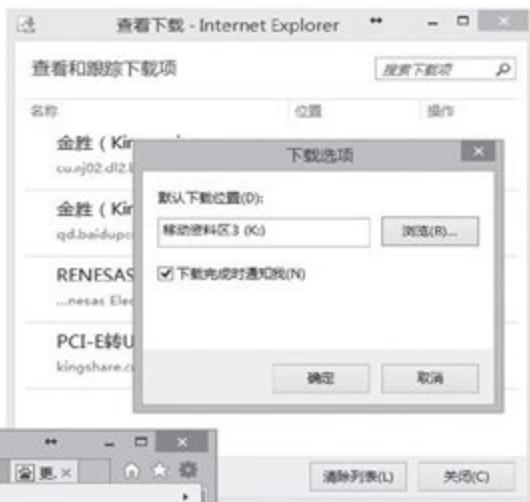 查看下载 - Internet Explorer
查看和跟踪下载项
搜索下载项
名称
位置
操作
金胜 ( Kin
cu.nj02.dl2.b
金胜 ( Kir
qd.baidupc
RENESAS
...nesas Elec
PCI-E转U
kingshare.c
下载选项
默认下载位置(D):
移动资料区3 (K:)
浏览(R)...
下载完成时通知我(N)
确定
取消
更.
清除列表(L)
关闭(C)